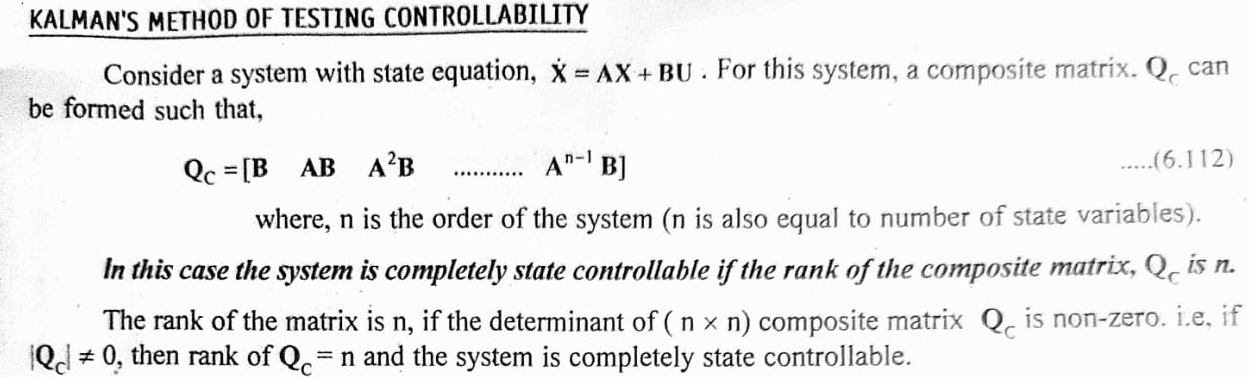 KALMAN'S METHOD OF TESTING CONTROLLABILITY
Consider a system with state equation, Ẋ = AX + BU . For this system, a composite matrix. Q꜀ can
be formed such that,
Q_C = [B AB A²B ........... Aⁿ⁻¹ B] .....(6.112)
where, n is the order of the system (n is also equal to number of state variables).
In this case the system is completely state controllable if the rank of the composite matrix, Q_c is n.
The rank of the matrix is n, if the determinant of ( n × n) composite matrix Q_c is non-zero. i.e, if
|Q_c| ≠ 0, then rank of Q_c = n and the system is completely state controllable.